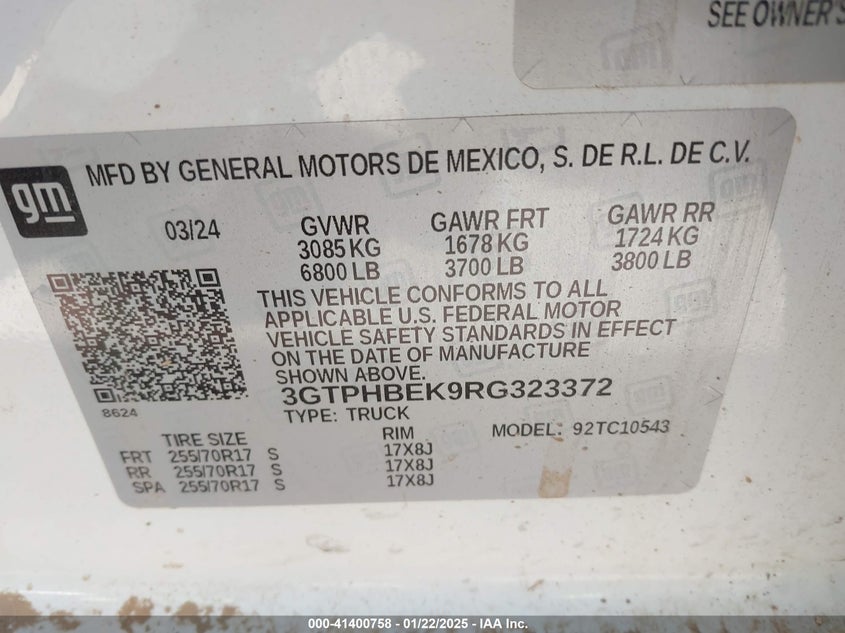 SEE OWNER'S
MFD BY GENERAL MOTORS DE MEXICO, S. DE R.L. DE C.V.
gm
03/24 GVWR GAWR FRT GAWR RR
3085 KG 1678 KG 1724 KG
6800 LB 3700 LB 3800 LB
THIS VEHICLE CONFORMS TO ALL
APPLICABLE U.S. FEDERAL MOTOR
VEHICLE SAFETY STANDARDS IN EFFECT
ON THE DATE OF MANUFACTURE
SHOWN ABOVE.
3GTPHBEK9RG323372
8624
TYPE: TRUCK
TIRE SIZE RIM MODEL: 92TC10543
FRT 255/70R17 S 17X8J
RR 255/70R17 S 17X8J
SPA 255/70R17 S 17X8J
000-41400758 - 01/22/2025 - IAA Inc.